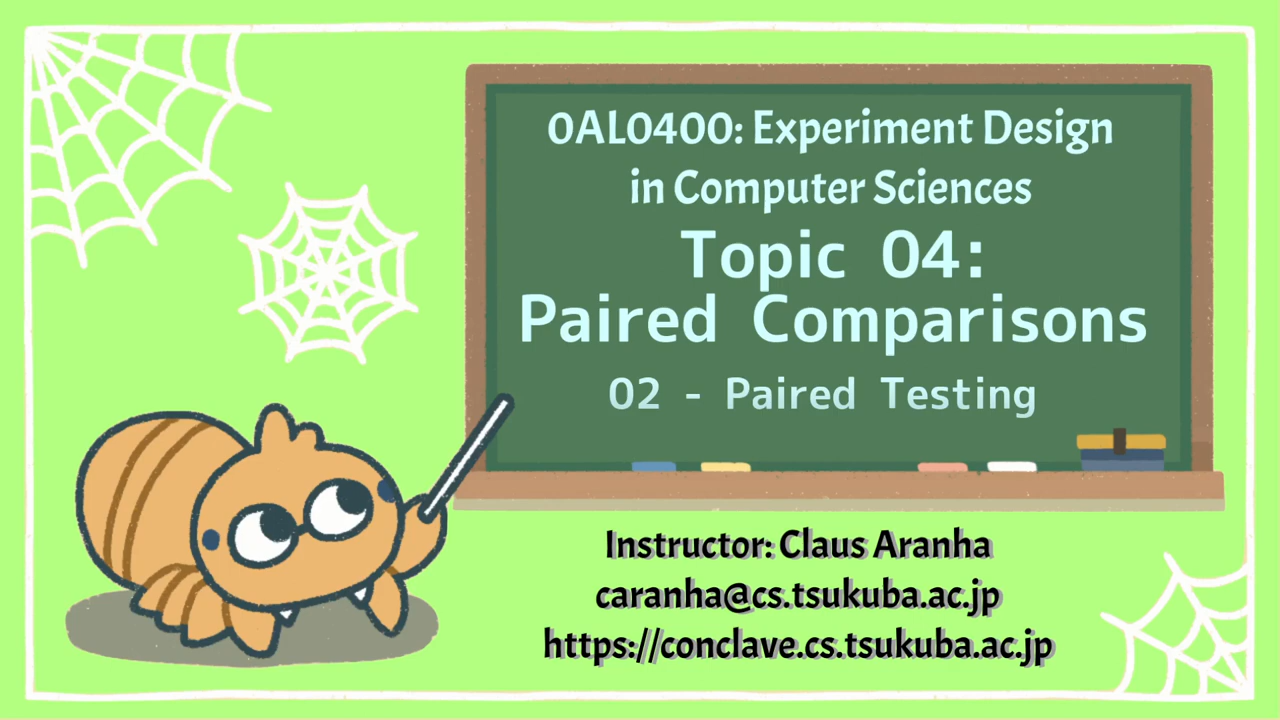 0AL0400: Experiment Design
in Computer Sciences
Topic 04:
Paired Comparisons
02 - Paired Testing
Instructor: Claus Aranha
caranha@cs.tsukuba.ac.jp
https://conclave.cs.tsukuba.ac.jp